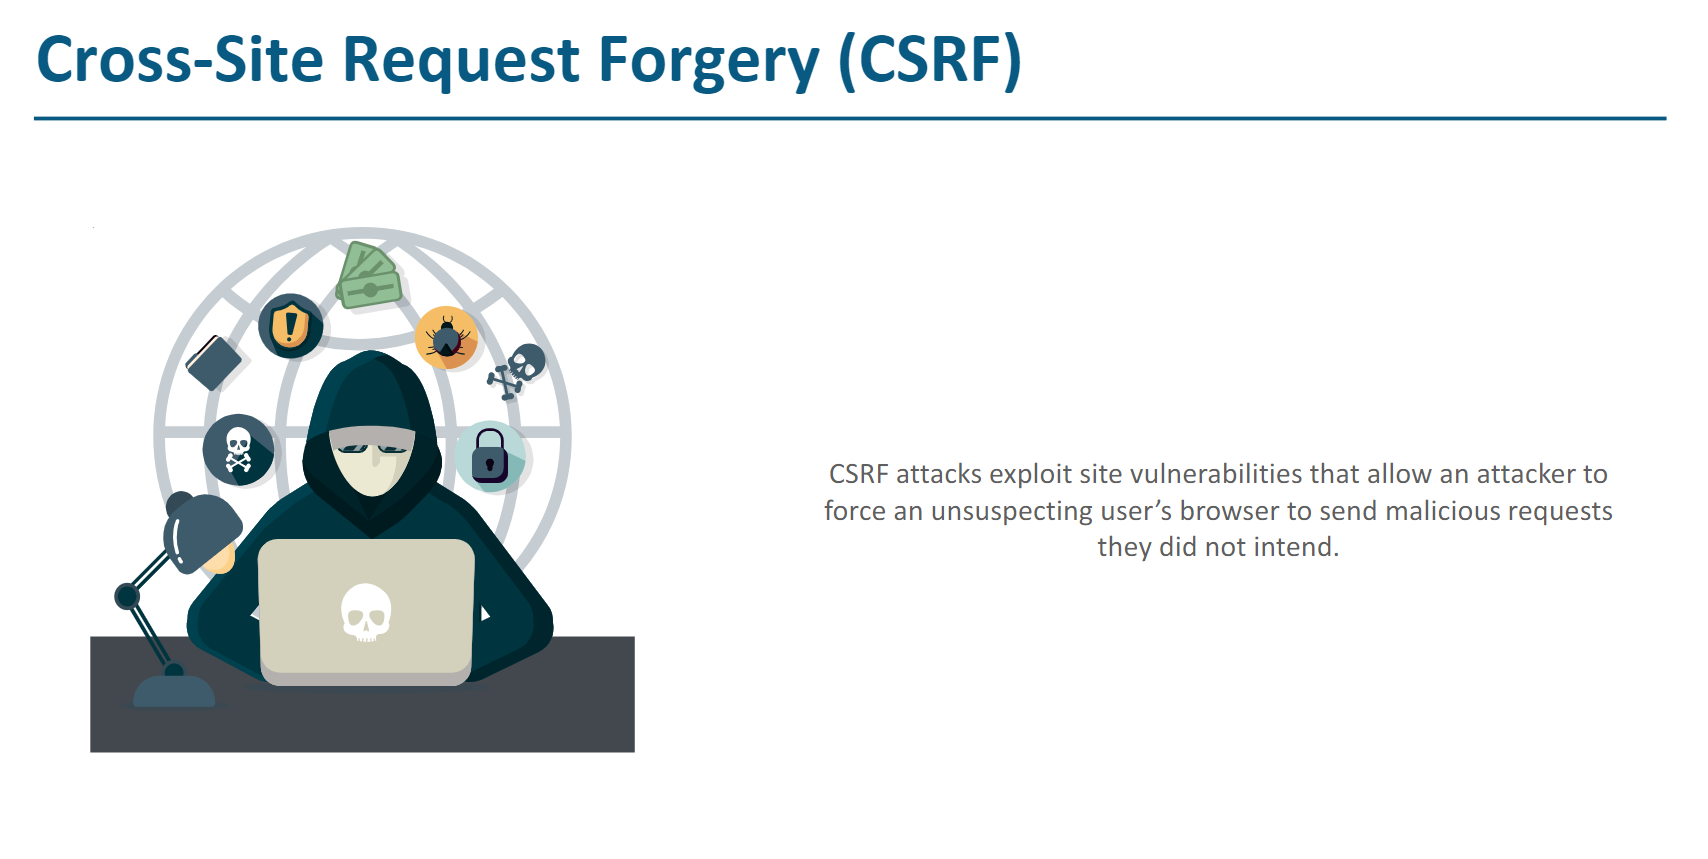 Cross-Site Request Forgery (CSRF)
CSRF attacks exploit site vulnerabilities that allow an attacker to
force an unsuspecting user’s browser to send malicious requests
they did not intend.